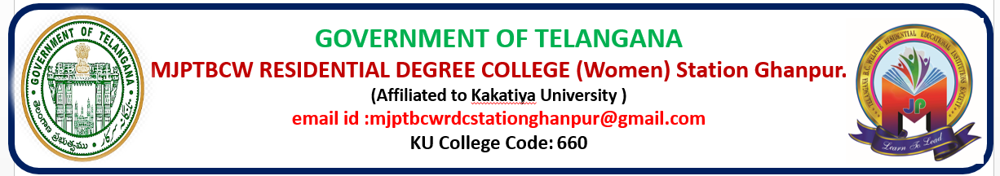 GOVERNMENT OF TELANGANA
తెలంగాణ ప్రభుత్వము
GOVERNMENT OF TELANGANA
MJPTBCW RESIDENTIAL DEGREE COLLEGE (Women) Station Ghanpur.
(Affiliated to Kakatiya University )
email id :mjptbcwrdcstationghanpur@gmail.com
KU College Code: 660
TELANGANA B.C. WELFARE RESIDENTIAL EDUCATIONAL INSTITUTIONS SOCIETY
JP
Learn To Lead